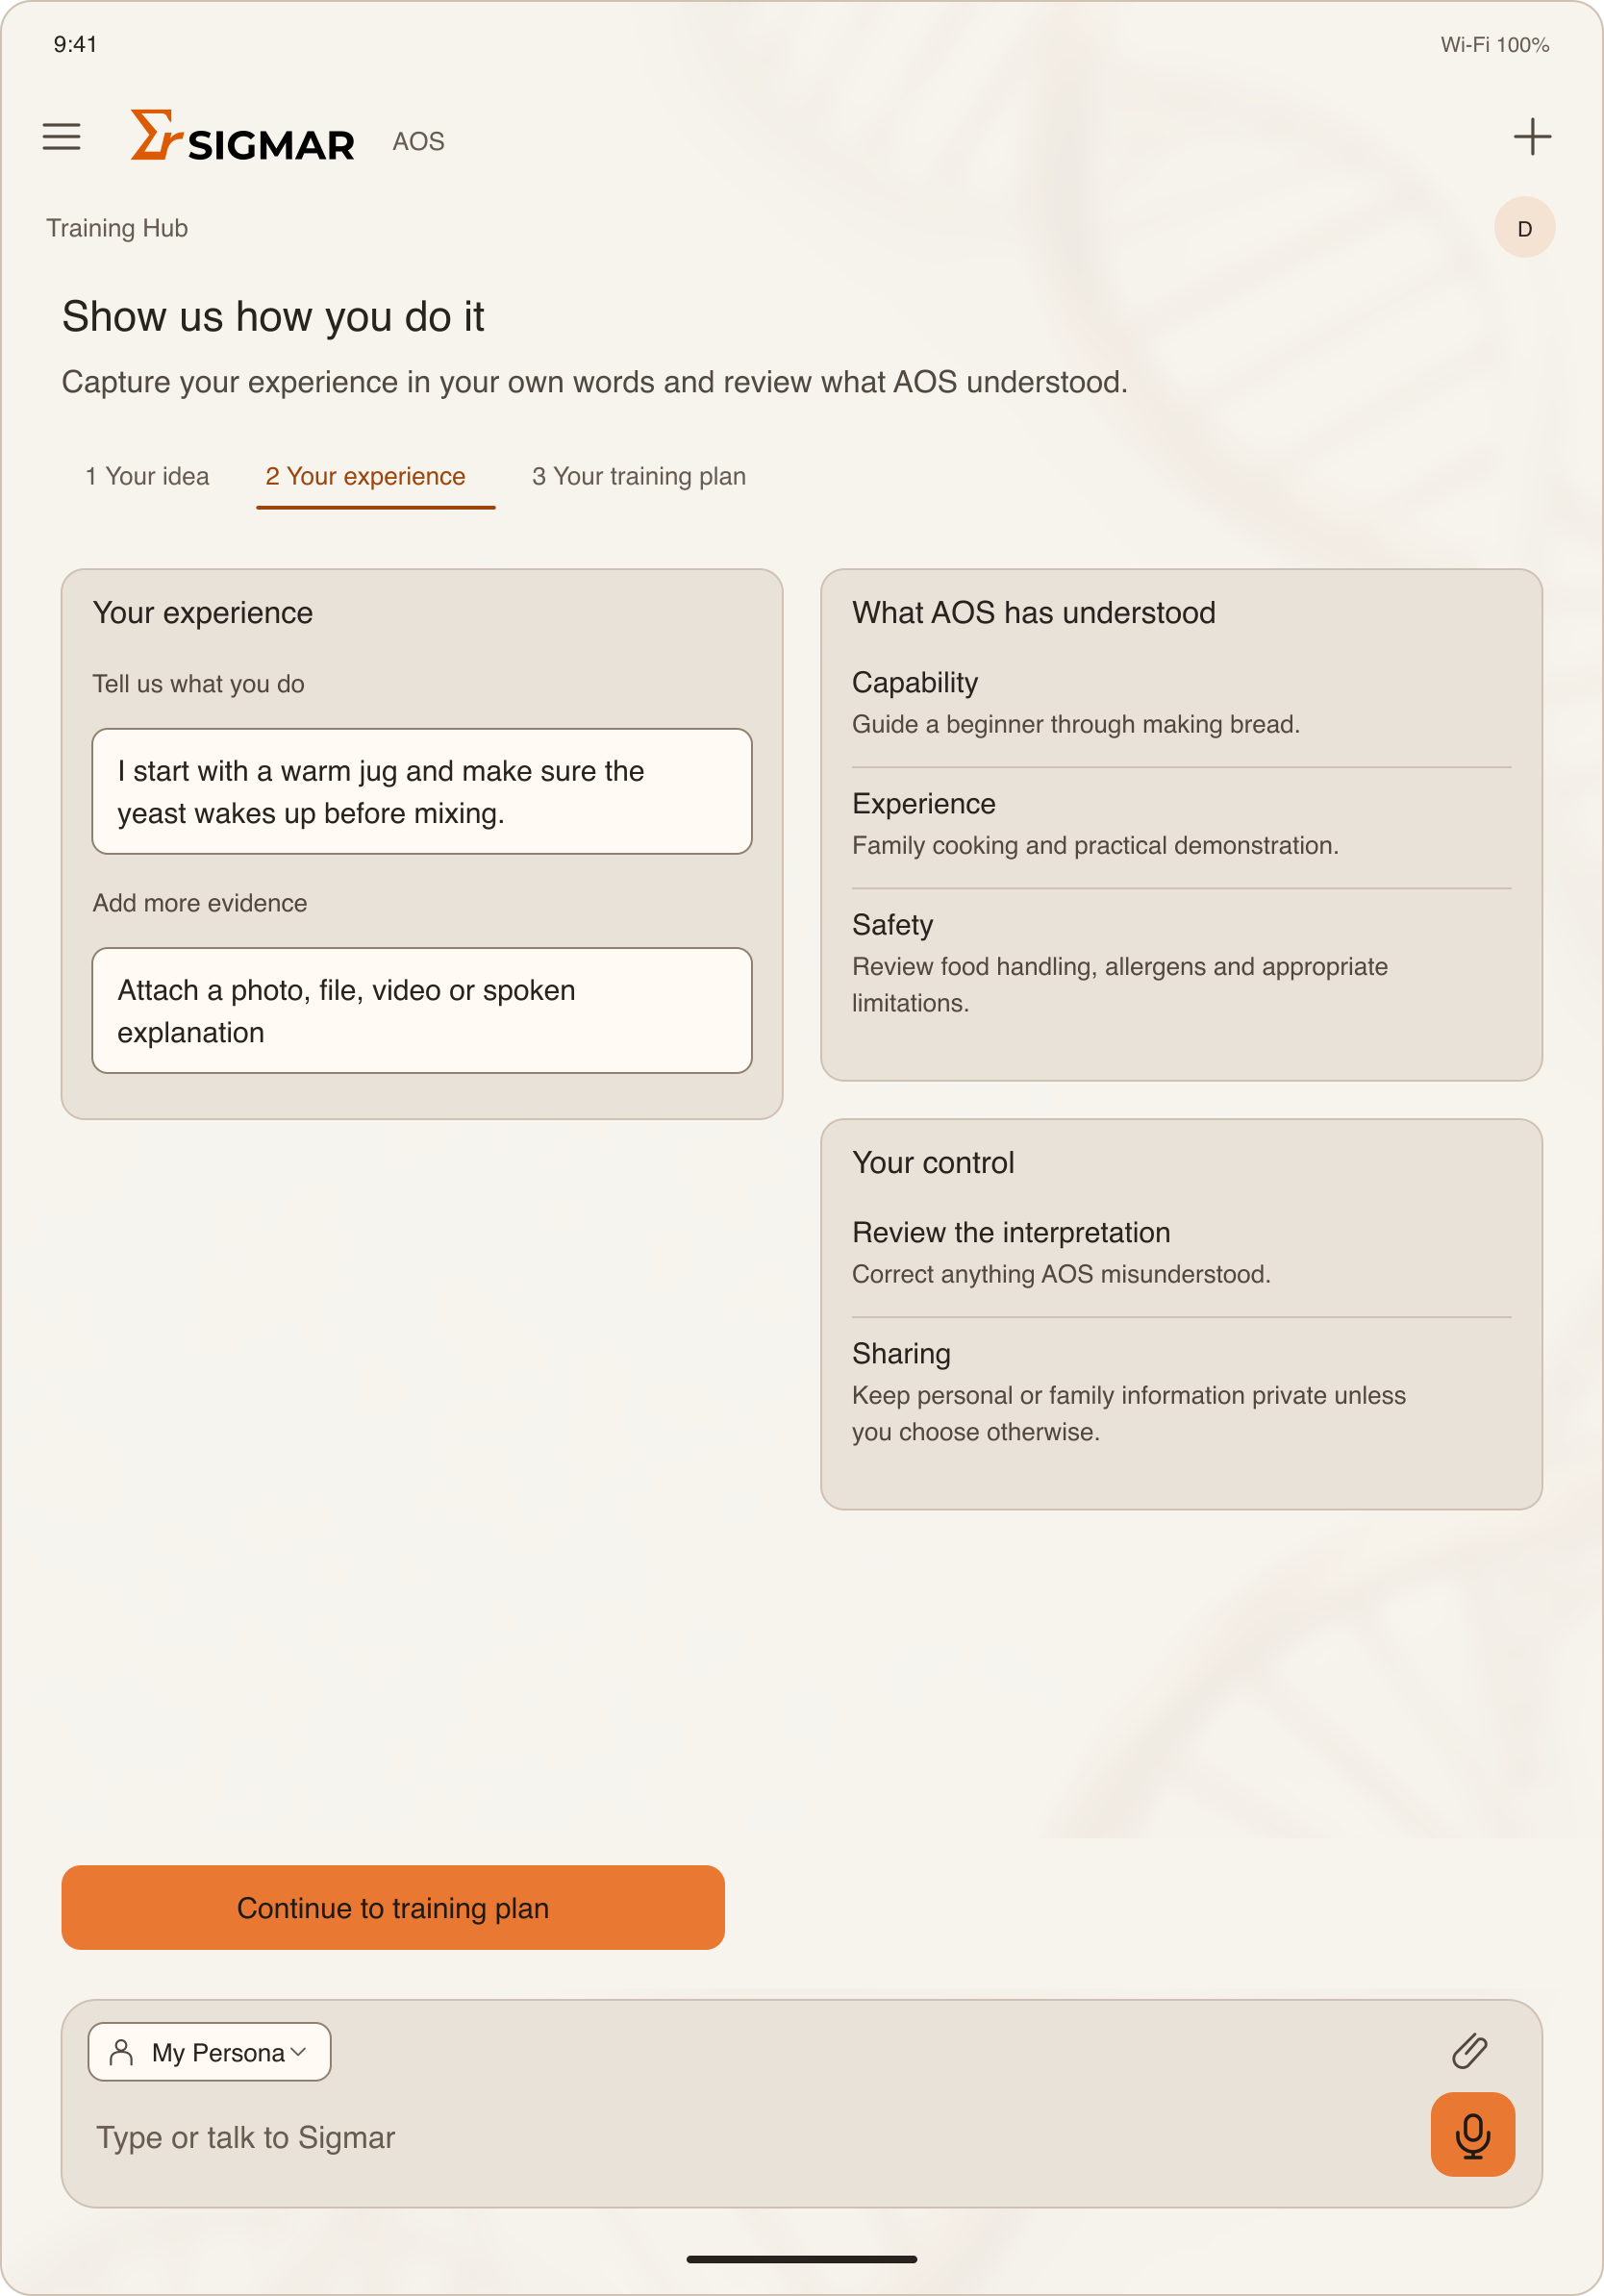 9:41
Wi-Fi 100%
Σr SIGMAR AOS
Training Hub
D
Show us how you do it
Capture your experience in your own words and review what AOS understood.
1 Your idea
2 Your experience
3 Your training plan
Your experience
Tell us what you do
I start with a warm jug and make sure the
yeast wakes up before mixing.
Add more evidence
Attach a photo, file, video or spoken
explanation
What AOS has understood
Capability
Guide a beginner through making bread.
Experience
Family cooking and practical demonstration.
Safety
Review food handling, allergens and appropriate
limitations.
Your control
Review the interpretation
Correct anything AOS misunderstood.
Sharing
Keep personal or family information private unless
you choose otherwise.
Continue to training plan
My Persona
Type or talk to Sigmar